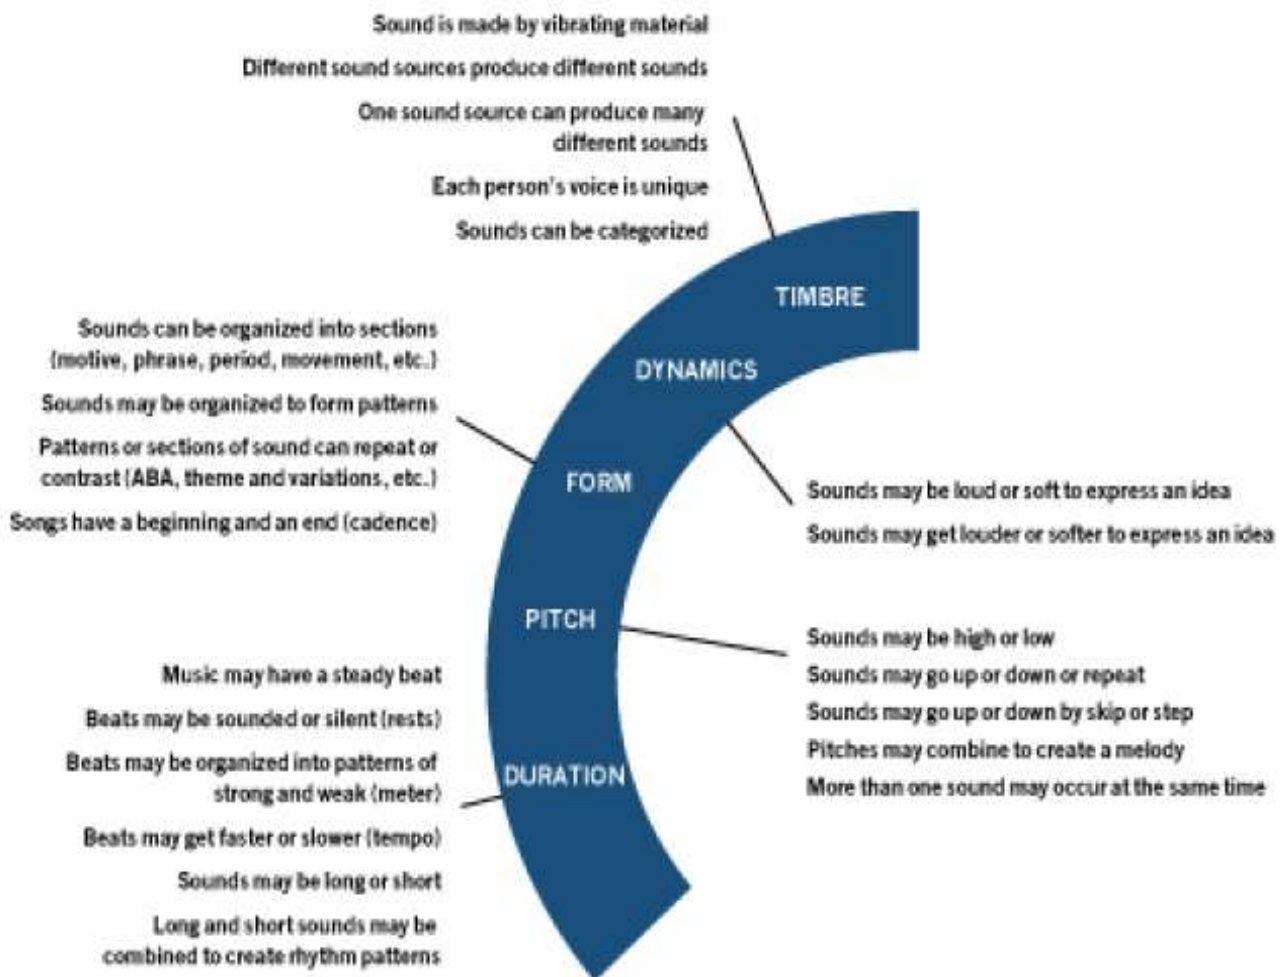 Sound is made by vibrating material
Different sound sources produce different sounds
One sound source can produce many
different sounds
Each person's voice is unique
Sounds can be categorized
TIMBRE
DYNAMICS
Sounds may be loud or soft to express an idea
Sounds may get louder or softer to express an idea
Sounds can be organized into sections
(motive, phrase, period, movement, etc.)
Sounds may be organized to form patterns
Patterns or sections of sound can repeat or
contrast (ABA, theme and variations, etc.)
Songs have a beginning and an end (cadence)
FORM
PITCH
Sounds may be high or low
Sounds may go up or down or repeat
Sounds may go up or down by skip or step
Pitches may combine to create a melody
More than one sound may occur at the same time
Music may have a steady beat
Beats may be sounded or silent (rests)
Beats may be organized into patterns of
strong and weak (meter)
Beats may get faster or slower (tempo)
Sounds may be long or short
Long and short sounds may be
combined to create rhythm patterns
DURATION